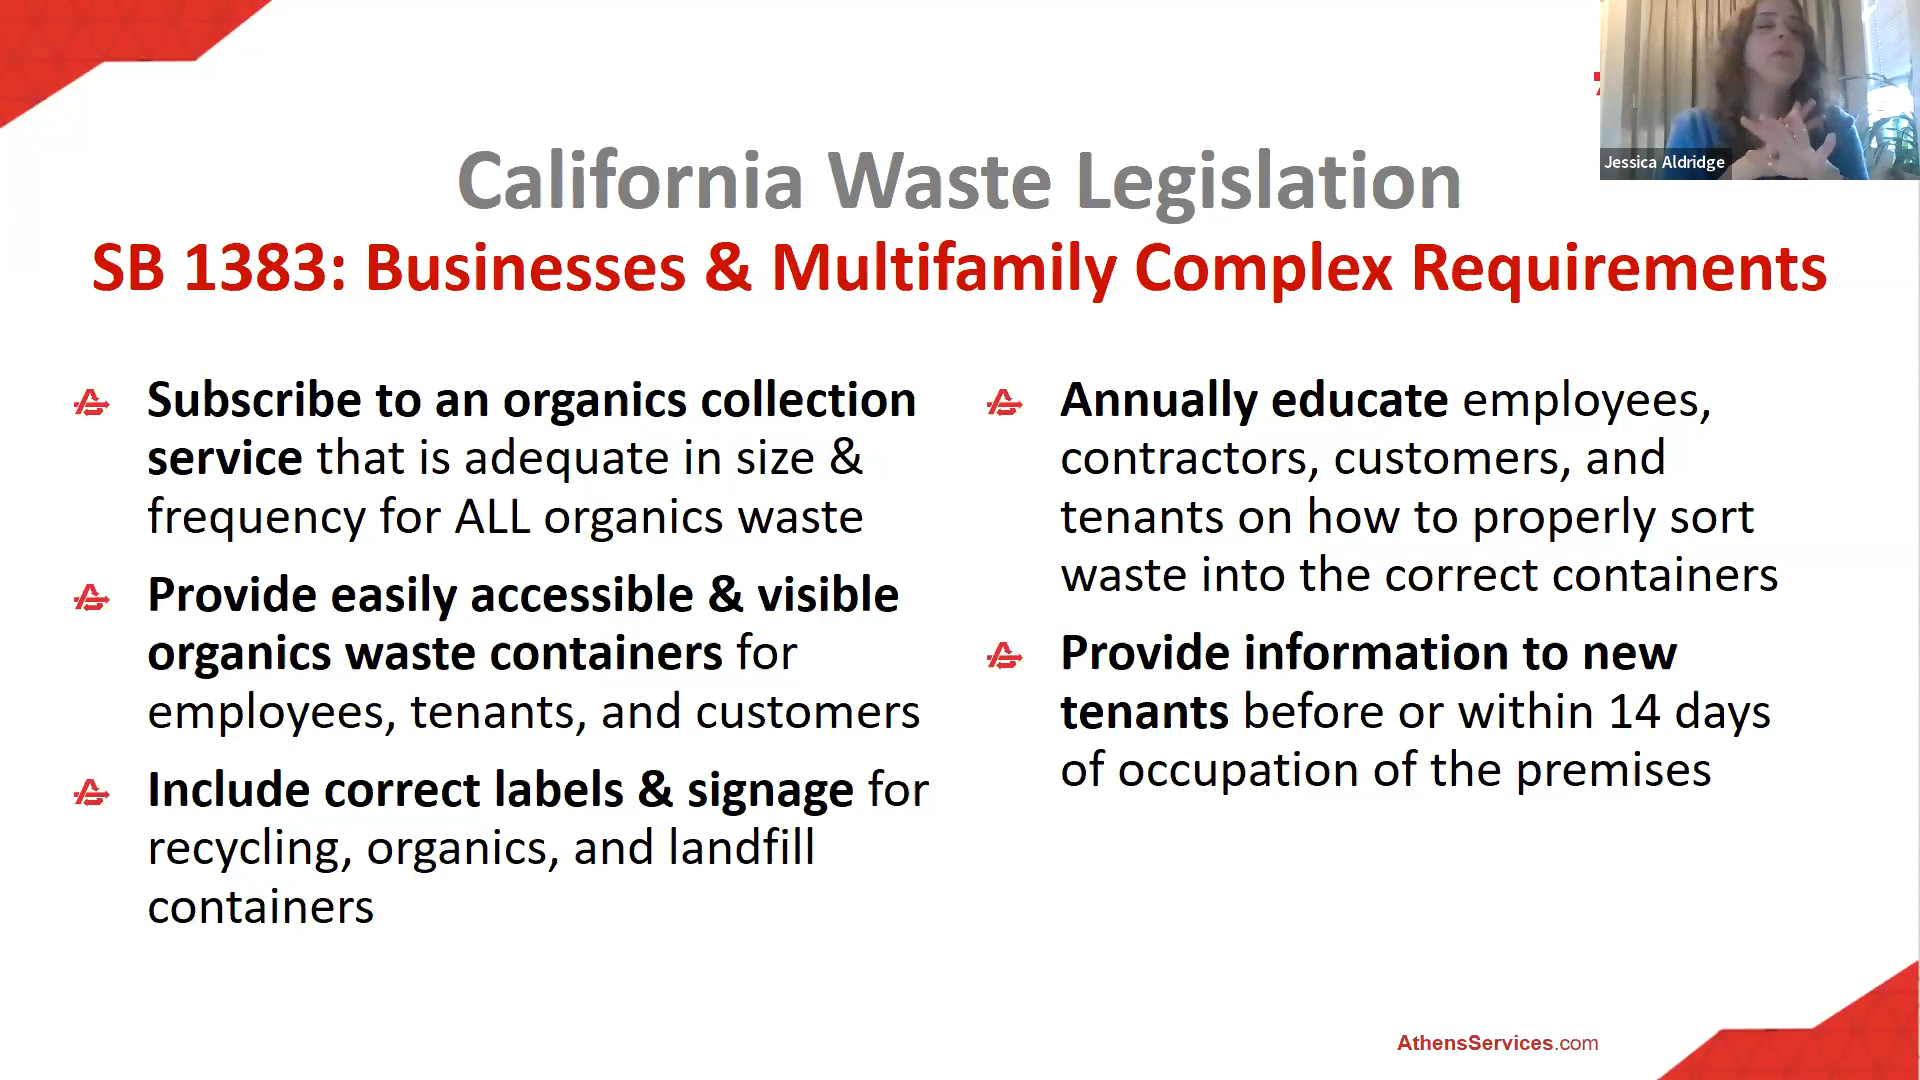 Jessica Aldridge
California Waste Legislation
SB 1383: Businesses & Multifamily Complex Requirements
Subscribe to an organics collection
service that is adequate in size &
frequency for ALL organics waste
Provide easily accessible & visible
organics waste containers for
employees, tenants, and customers
Include correct labels & signage for
recycling, organics, and landfill
containers
Annually educate employees,
contractors, customers, and
tenants on how to properly sort
waste into the correct containers
Provide information to new
tenants before or within 14 days
of occupation of the premises
AthensServices.com